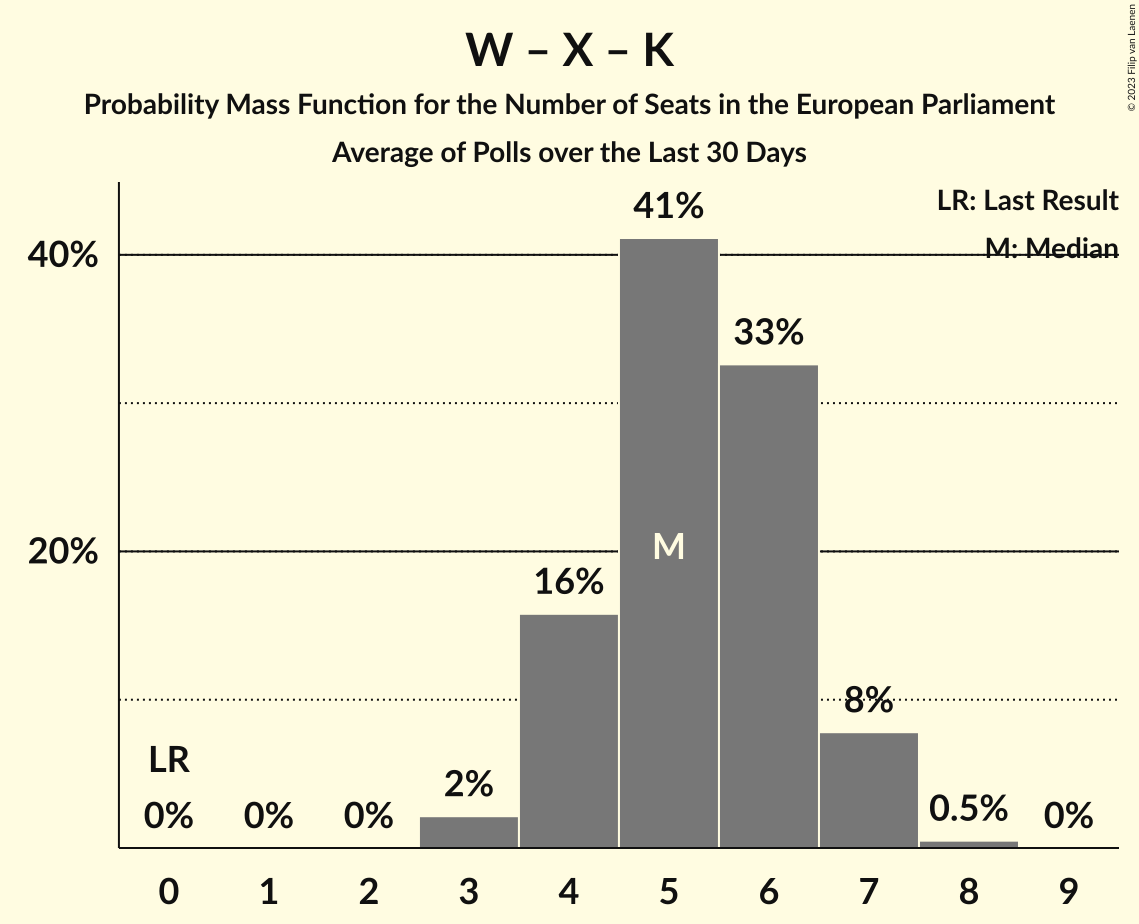 W – X – K
Probability Mass Function for the Number of Seats in the European Parliament
Average of Polls over the Last 30 Days
© 2023 Filip van Laenen
LR: Last Result
M: Median
40%
20%
41%
33%
M
16%
8%
LR
2%
0%
0%
0%
0.5%
0%
0 1 2 3 4 5 6 7 8 9